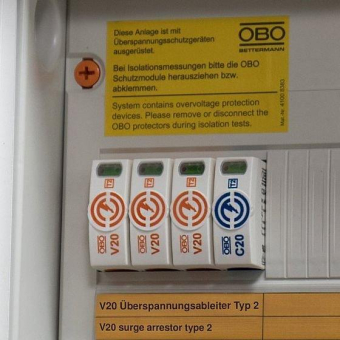 Diese Anlage ist mit
Überspannungsschutzgeräten
ausgerüstet.
OBO
BETTERMANN
Bei Isolationsmessungen bitte die OBO
Schutzmodule herausziehen bzw.
abklemmen.
System contains overvoltage protection
devices. Please remove or disconnect the
OBO protectors during isolation tests.
OBO V20
OBO V20
OBO V20
OBO C20
V20 Überspannungsableiter Typ 2
V20 surge arrestor type 2